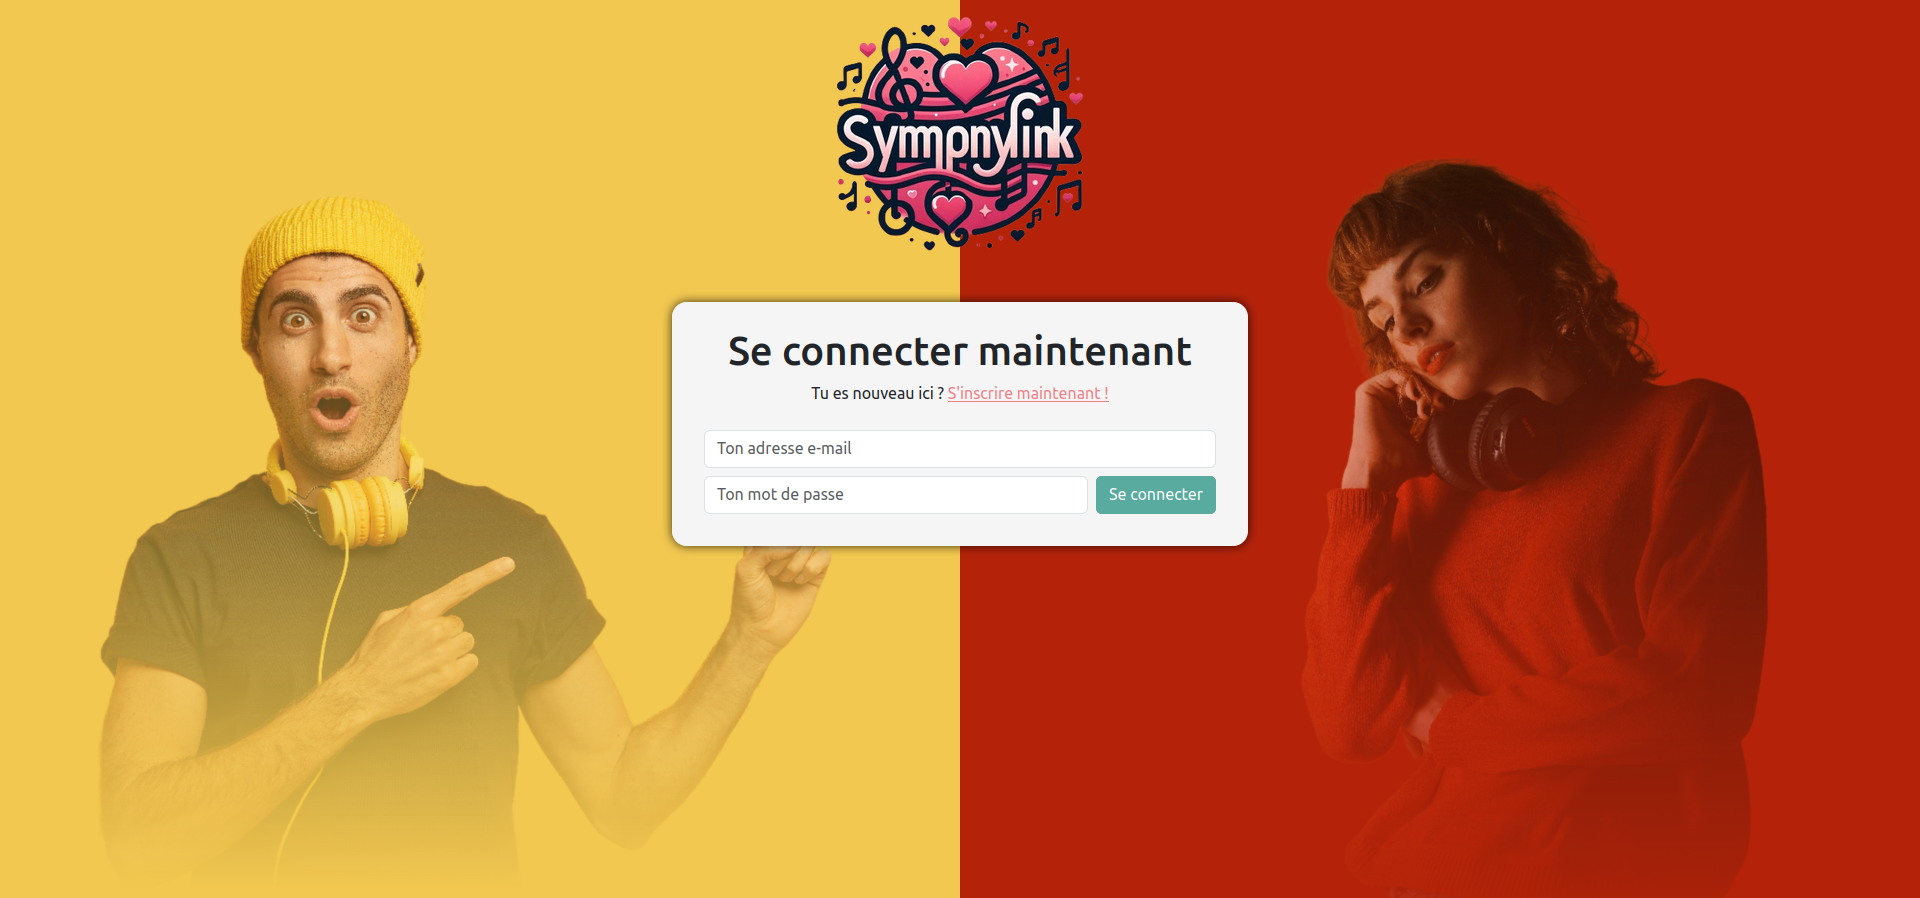 Sympnylink
Se connecter maintenant
Tu es nouveau ici ? S'inscrire maintenant !
Ton adresse e-mail
Ton mot de passe
Se connecter